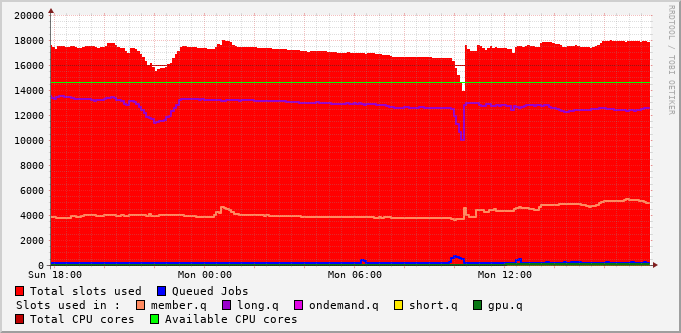 20000
18000
16000
14000
12000
10000
8000
6000
4000
2000
0
Sun 18:00 Mon 00:00 Mon 06:00 Mon 12:00
Total slots used Queued Jobs
Slots used in : member.q long.q ondemand.q short.q gpu.q
Total CPU cores Available CPU cores
RRDTOOL / TOBI OETIKER